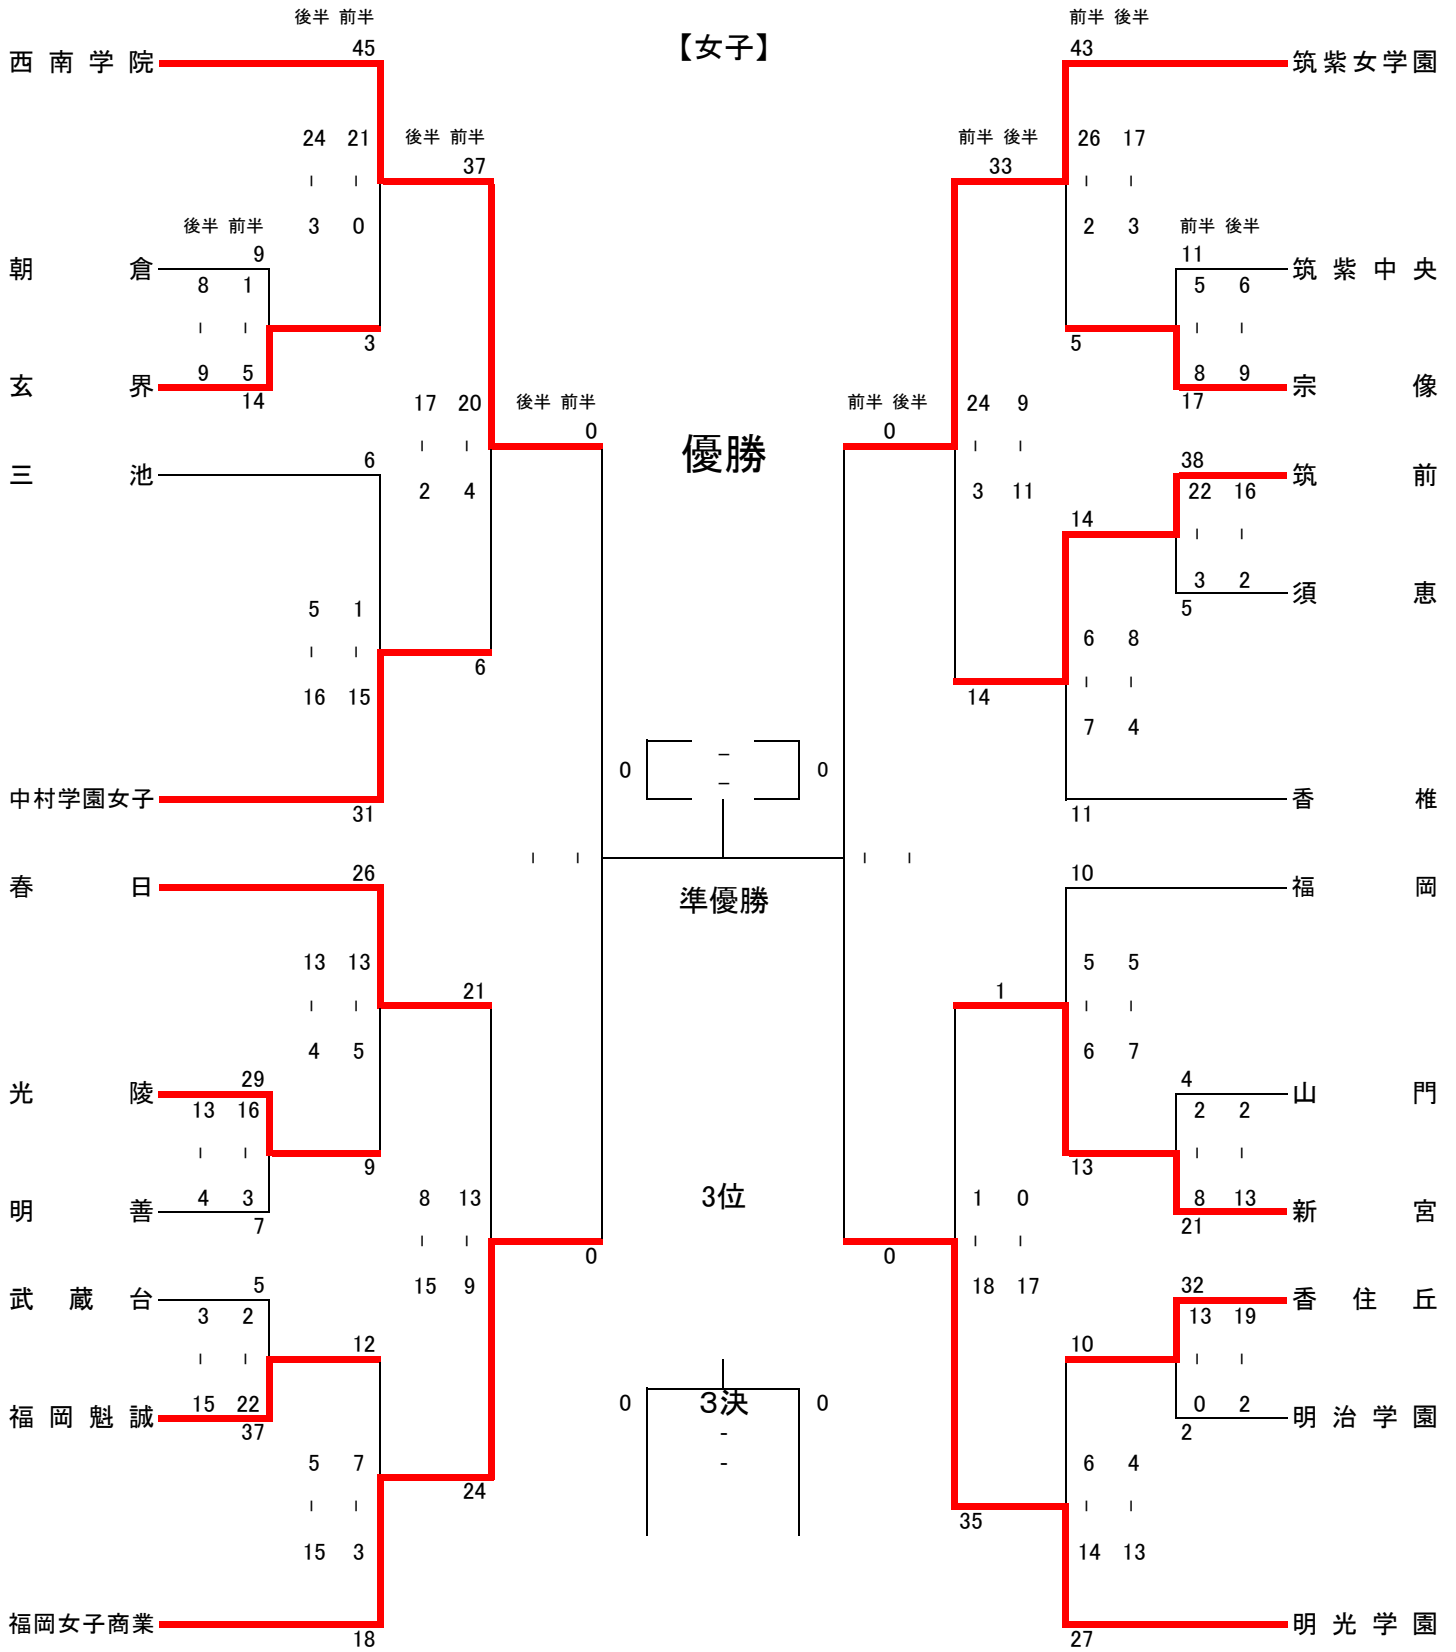 後半 前半 前半 後半
45 【女子】 43
西南学院 筑紫女学園
24 21 後半 前半 前半 後半 26 17
37 33
- - - -
3 0 2 3
後半 前半 前半 後半
9 11
朝倉 筑紫中央
8 1 5 6
- - - -
3 5
9 5 8 9
玄界 宗像
14 17
17 20 後半 前半 前半 後半 24 9
0 0
- - 優勝 - -
6 38
三池 筑前
2 4 3 11 22 16
14
- -
3 2
須恵
5 1 5
6 8
- - - -
6
16 15 14 7 4
- 
0 0
-
中村学園女子 香椎
31 11
- - - -
26 10
春日 準優勝 福岡
13 13 5 5
21 1
- - - -
4 5 6 7
29 4
光陵 山門
13 16 2 2
- - - -
9 13
4 3 8 13 3位 8 13
1 0
明善 新宮
7 21
- - - -
0 0
15 9 18 17
5 32
武蔵台 香住丘
3 2 13 19
12 10
- - - -
15 22 0 3決 0 0 2
福岡魁誠 明治学園
37 2
-
5 7 - 6 4
24
- - - -
35
15 3 14 13
福岡女子商業 明光学園
18 27